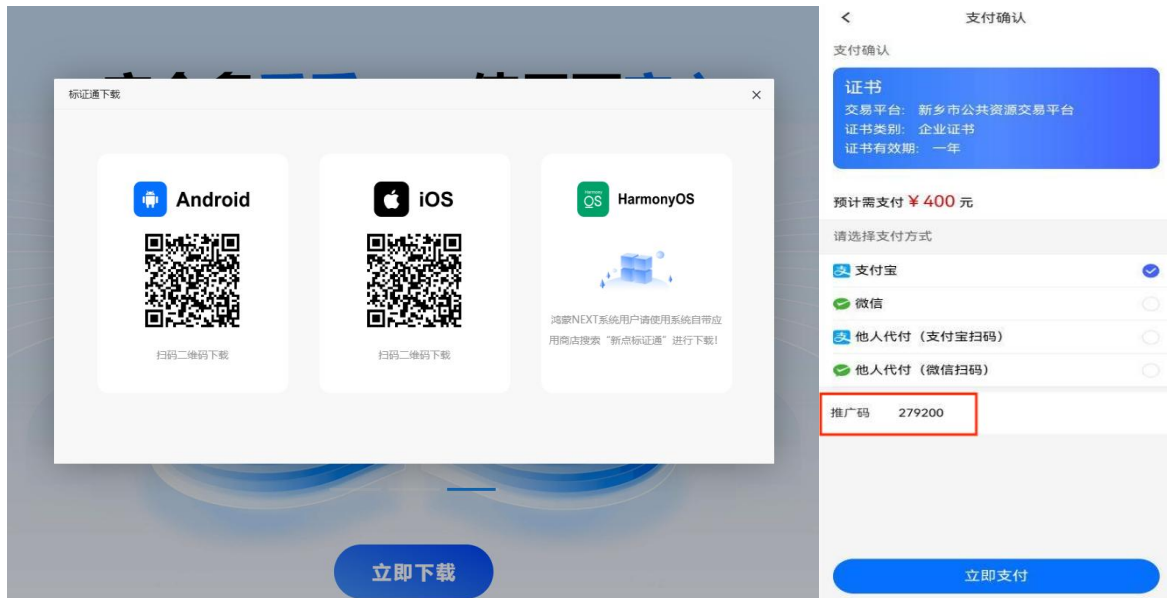 标证通下载
×
Android
扫码二维码下载
iOS
扫码二维码下载
HarmonyOS
鸿蒙NEXT系统用户请使用系统自带应
用商店搜索“新点标证通”进行下载!
立即下载
支付确认
支付确认
证书
交易平台: 新乡市公共资源交易平台
证书类别: 企业证书
证书有效期: 一年
预计需支付 ¥ 400 元
请选择支付方式
支付宝
微信
他人代付（支付宝扫码）
他人代付（微信扫码）
推广码 279200
立即支付